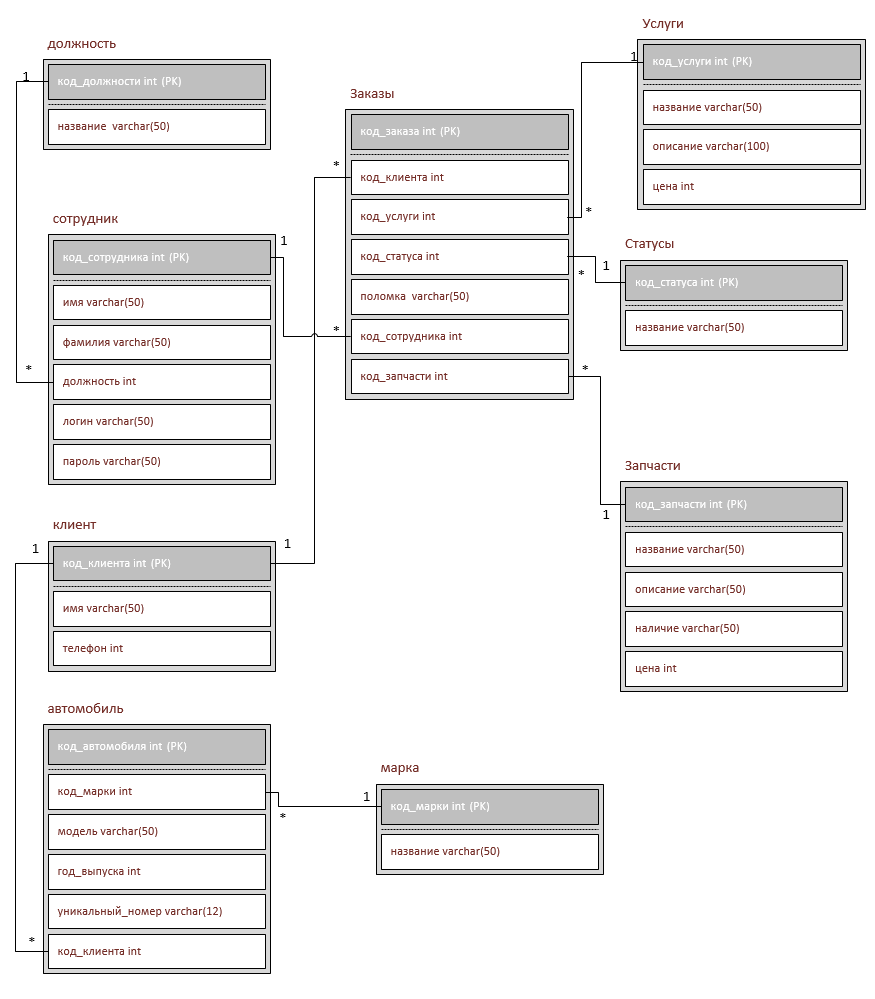 должность
1
код_должности int (PK)
название varchar(50)
*
сотрудник
код_сотрудника int (PK)
1
имя varchar(50)
фамилия varchar(50)
должность int
логин varchar(50)
пароль varchar(50)
клиент
1
код_клиента int (PK)
1
имя varchar(50)
телефон int
автомобиль
код_автомобиля int (PK)
код_марки int
*
модель varchar(50)
год_выпуска int
уникальный_номер varchar(12)
*
код_клиента int
марка
1
код_марки int (PK)
название varchar(50)
Заказы
код_заказа int (PK)
*
код_клиента int
код_услуги int
*
код_статуса int
*
поломка varchar(50)
*
код_сотрудника int
код_запчасти int
*
Услуги
1
код_услуги int (PK)
название varchar(50)
описание varchar(100)
цена int
Статусы
1
код_статуса int (PK)
название varchar(50)
Запчасти
код_запчасти int (PK)
1
название varchar(50)
описание varchar(50)
наличие varchar(50)
цена int